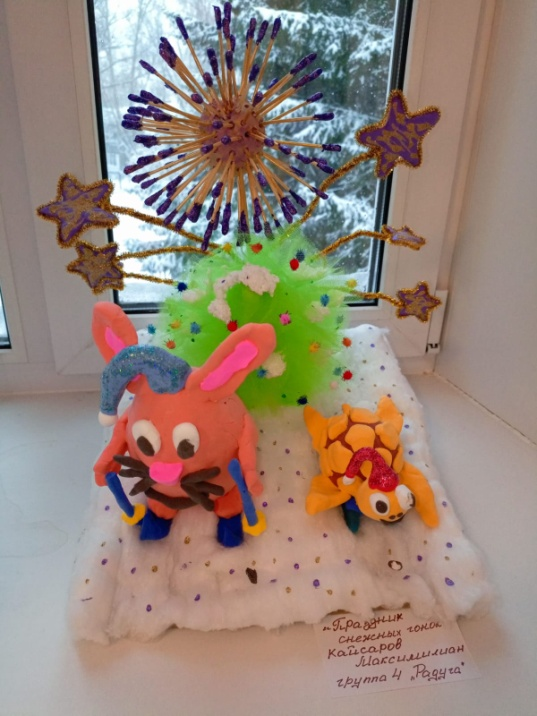 „Праздник
снежных гонок
Кайсаров
Максимилиан
группа 4 „Радуга"